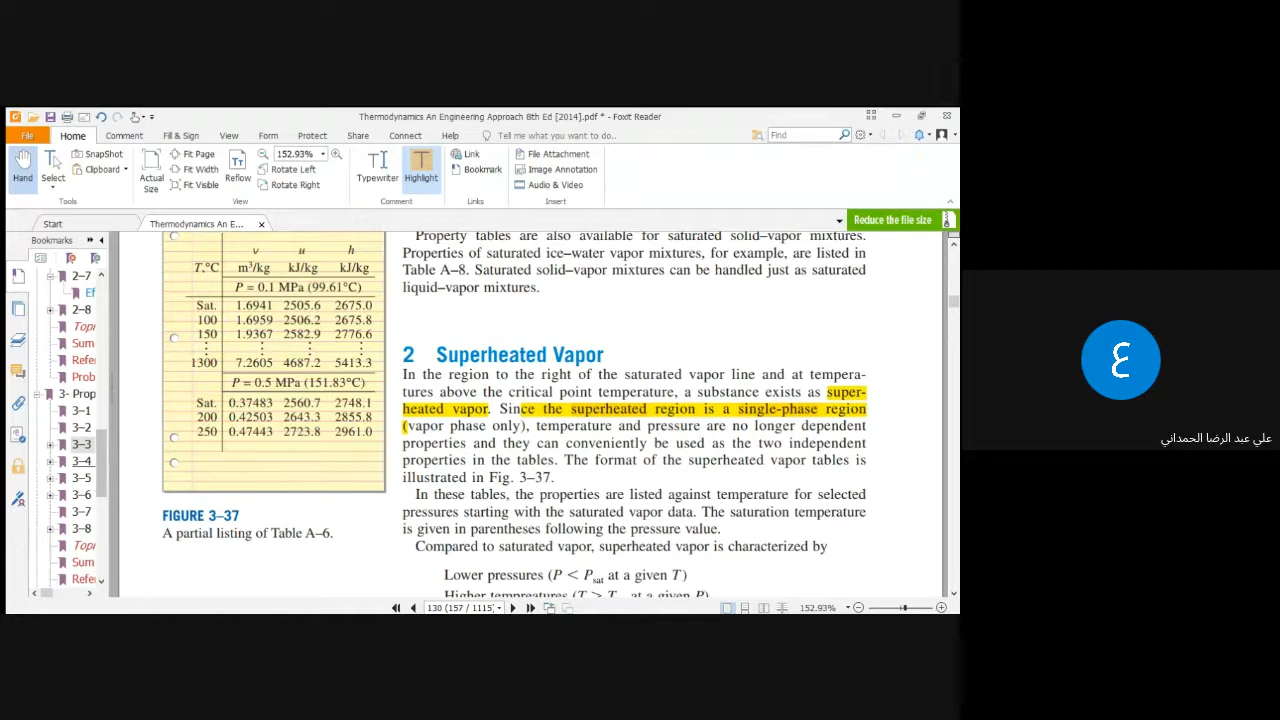 Thermodynamics An Engineering Approach 8th Ed [2014].pdf * - Foxit Reader
File Home Comment Fill & Sign View Form Protect Share Connect Help Tell me what you want to do.. Find
Hand
Select
SnapShot
Clipboard
Actual Size
Fit Page
Fit Width
Fit Visible
Reflow
152.93%
Rotate Left
Rotate Right
Typewriter
Highlight
Link
Bookmark
File Attachment
Image Annotation
Audio & Video
Tools View Comment Links Insert
Start
Thermodynamics An E...
Reduce the file size
Bookmarks
2-7
Ef
2-8
Topi
Sum
Refer
Prob
3- Prop
3-1
3-2
3-3
3-4
3-5
3-6
3-7
3-8
Topi
Sum
Refer
v u h
T,°C m³/kg kJ/kg kJ/kg
P = 0.1 MPa (99.61°C)
Sat. 1.6941 2505.6 2675.0
100 1.6959 2506.2 2675.8
150 1.9367 2582.9 2776.6
⋮ ⋮ ⋮ ⋮
1300 7.2605 4687.2 5413.3
P = 0.5 MPa (151.83°C)
Sat. 0.37483 2560.7 2748.1
200 0.42503 2643.3 2855.8
250 0.47443 2723.8 2961.0
FIGURE 3–37
A partial listing of Table A–6.
Property tables are also available for saturated solid–vapor mixtures.
Properties of saturated ice–water vapor mixtures, for example, are listed in
Table A–8. Saturated solid–vapor mixtures can be handled just as saturated
liquid–vapor mixtures.
2 Superheated Vapor
In the region to the right of the saturated vapor line and at tempera-
tures above the critical point temperature, a substance exists as super-
heated vapor. Since the superheated region is a single-phase region
(vapor phase only), temperature and pressure are no longer dependent
properties and they can conveniently be used as the two independent
properties in the tables. The format of the superheated vapor tables is
illustrated in Fig. 3–37.
In these tables, the properties are listed against temperature for selected
pressures starting with the saturated vapor data. The saturation temperature
is given in parentheses following the pressure value.
Compared to saturated vapor, superheated vapor is characterized by
Lower pressures (P < Psat at a given T)
Higher tempreatures (T > T at a given P)
130 (157 / 1115)
152.93%
ع
علي عبد الرضا الحمداني